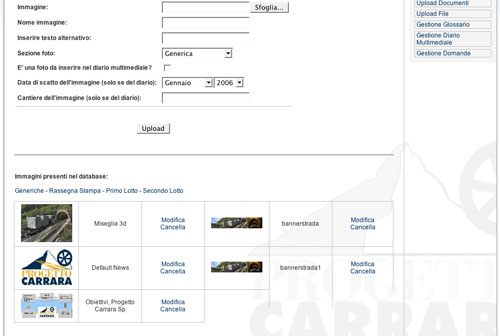 Immagine:
Sfoglia...
Nome immagine:
Inserire testo alternativo:
Sezione foto:
Generica
E' una foto da inserire nel diario multimediale?
Data di scatto dell'immagine (solo se del diario):
Gennaio
2006
Cantiere dell'immagine (solo se del diario):
Upload
Upload Documenti
Upload File
Gestione Glossario
Gestione Diario
Multimediale
Gestione Domande
Immagini presenti nel database:
Generiche - Rassegna Stampa - Primo Lotto - Secondo Lotto
Miseglia 3d
Modifica
Cancella
bannerstrada
Modifica
Cancella
PROGETTO
CARRARA
Default News
Modifica
Cancella
bannerstrada1
Modifica
Cancella
Obiettivi, Progetto
Carrara Sp
Modifica
Cancella
PROGETTO
CARRARA